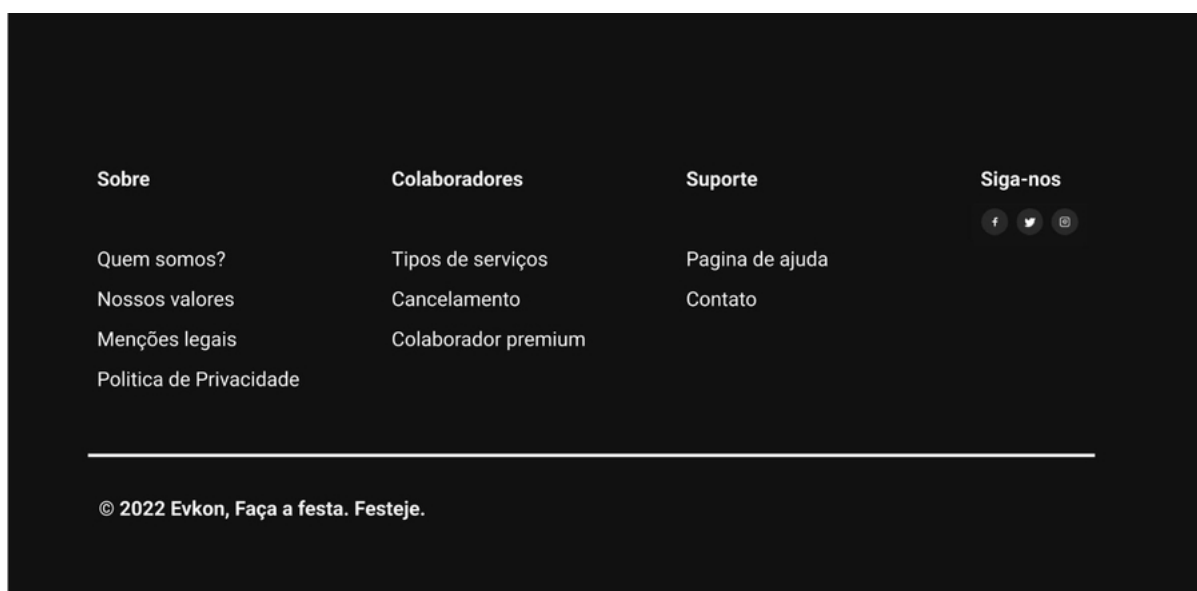 Sobre
Quem somos?
Nossos valores
Menções legais
Politica de Privacidade
Colaboradores
Tipos de serviços
Cancelamento
Colaborador premium
Suporte
Pagina de ajuda
Contato
Siga-nos
© 2022 Evkon, Faça a festa. Festeje.